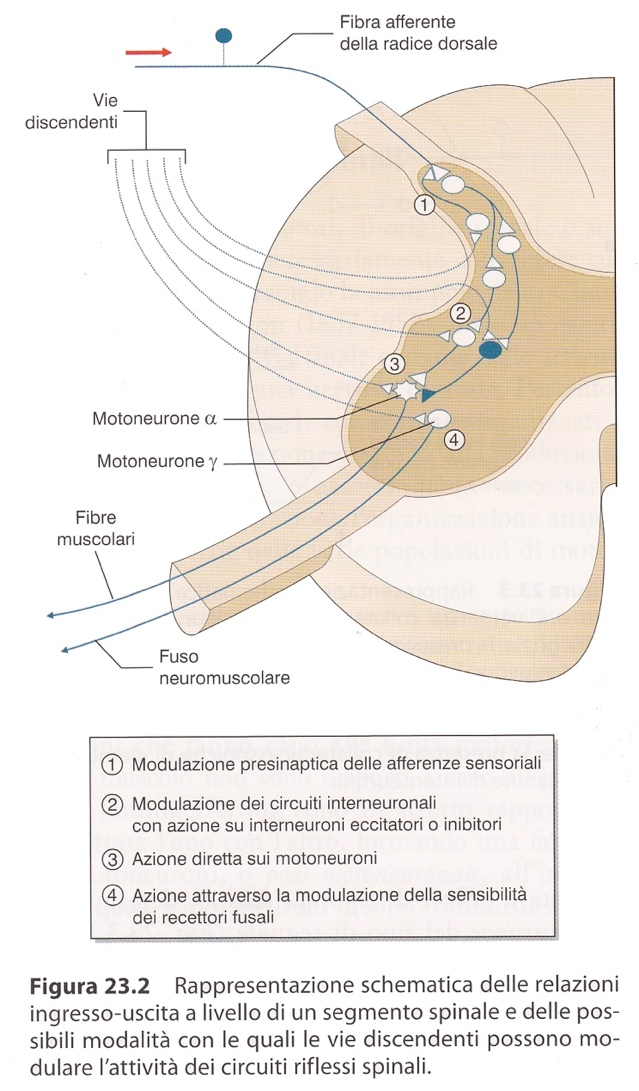 Fibra afferente
della radice dorsale
Vie
discendenti
1
2
3
Motoneurone α
4
Motoneurone γ
Fibre
muscolari
Fuso
neuromuscolare
1 Modulazione presinaptica delle afferenze sensoriali
2 Modulazione dei circuiti interneuronali
con azione su interneuroni eccitatori o inibitori
3 Azione diretta sui motoneuroni
4 Azione attraverso la modulazione della sensibilità
dei recettori fusali
Figura 23.2 Rappresentazione schematica delle relazioni
ingresso-uscita a livello di un segmento spinale e delle pos-
sibili modalità con le quali le vie discendenti possono mo-
dulare l'attività dei circuiti riflessi spinali.